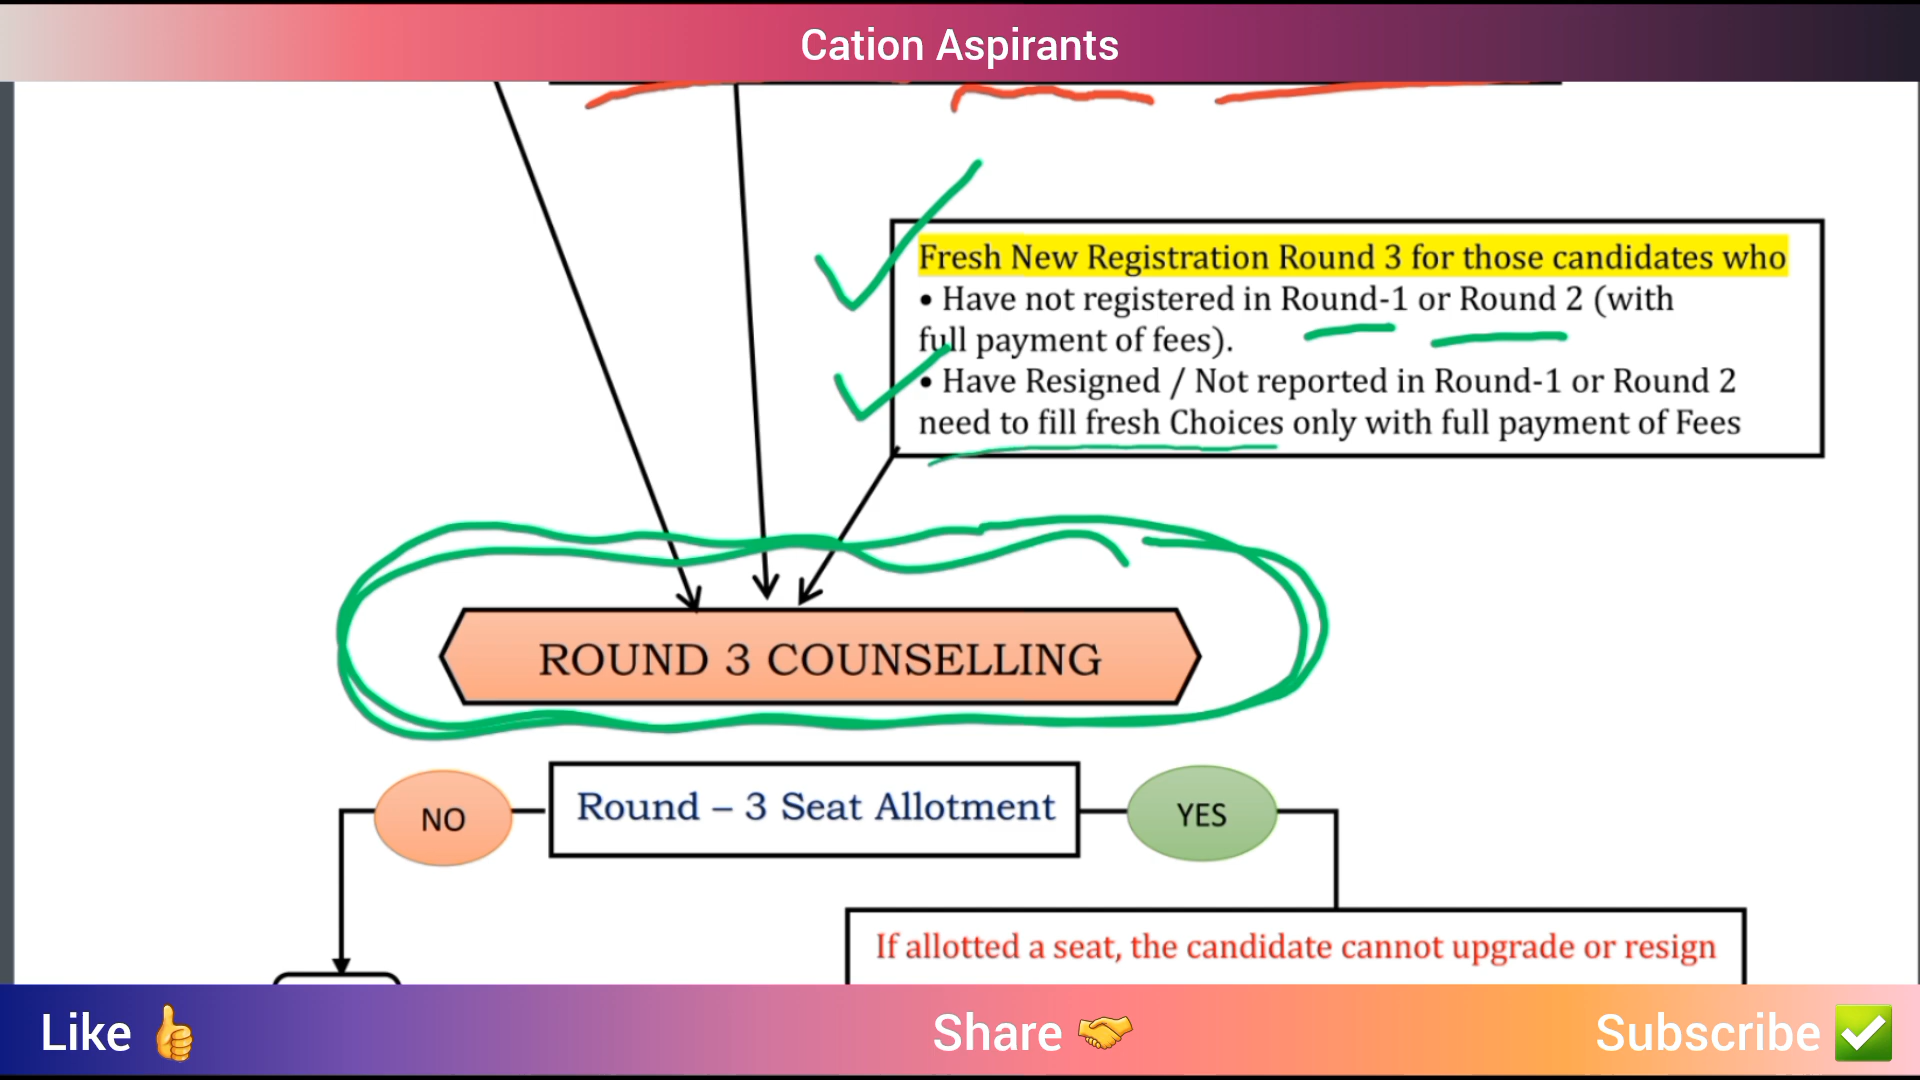 Cation Aspirants
Fresh New Registration Round 3 for those candidates who
• Have not registered in Round-1 or Round 2 (with
full payment of fees).
• Have Resigned / Not reported in Round-1 or Round 2
need to fill fresh Choices only with full payment of Fees
ROUND 3 COUNSELLING
NO
Round – 3 Seat Allotment
YES
If allotted a seat, the candidate cannot upgrade or resign
Like 👍
Share 🤝
Subscribe ✅